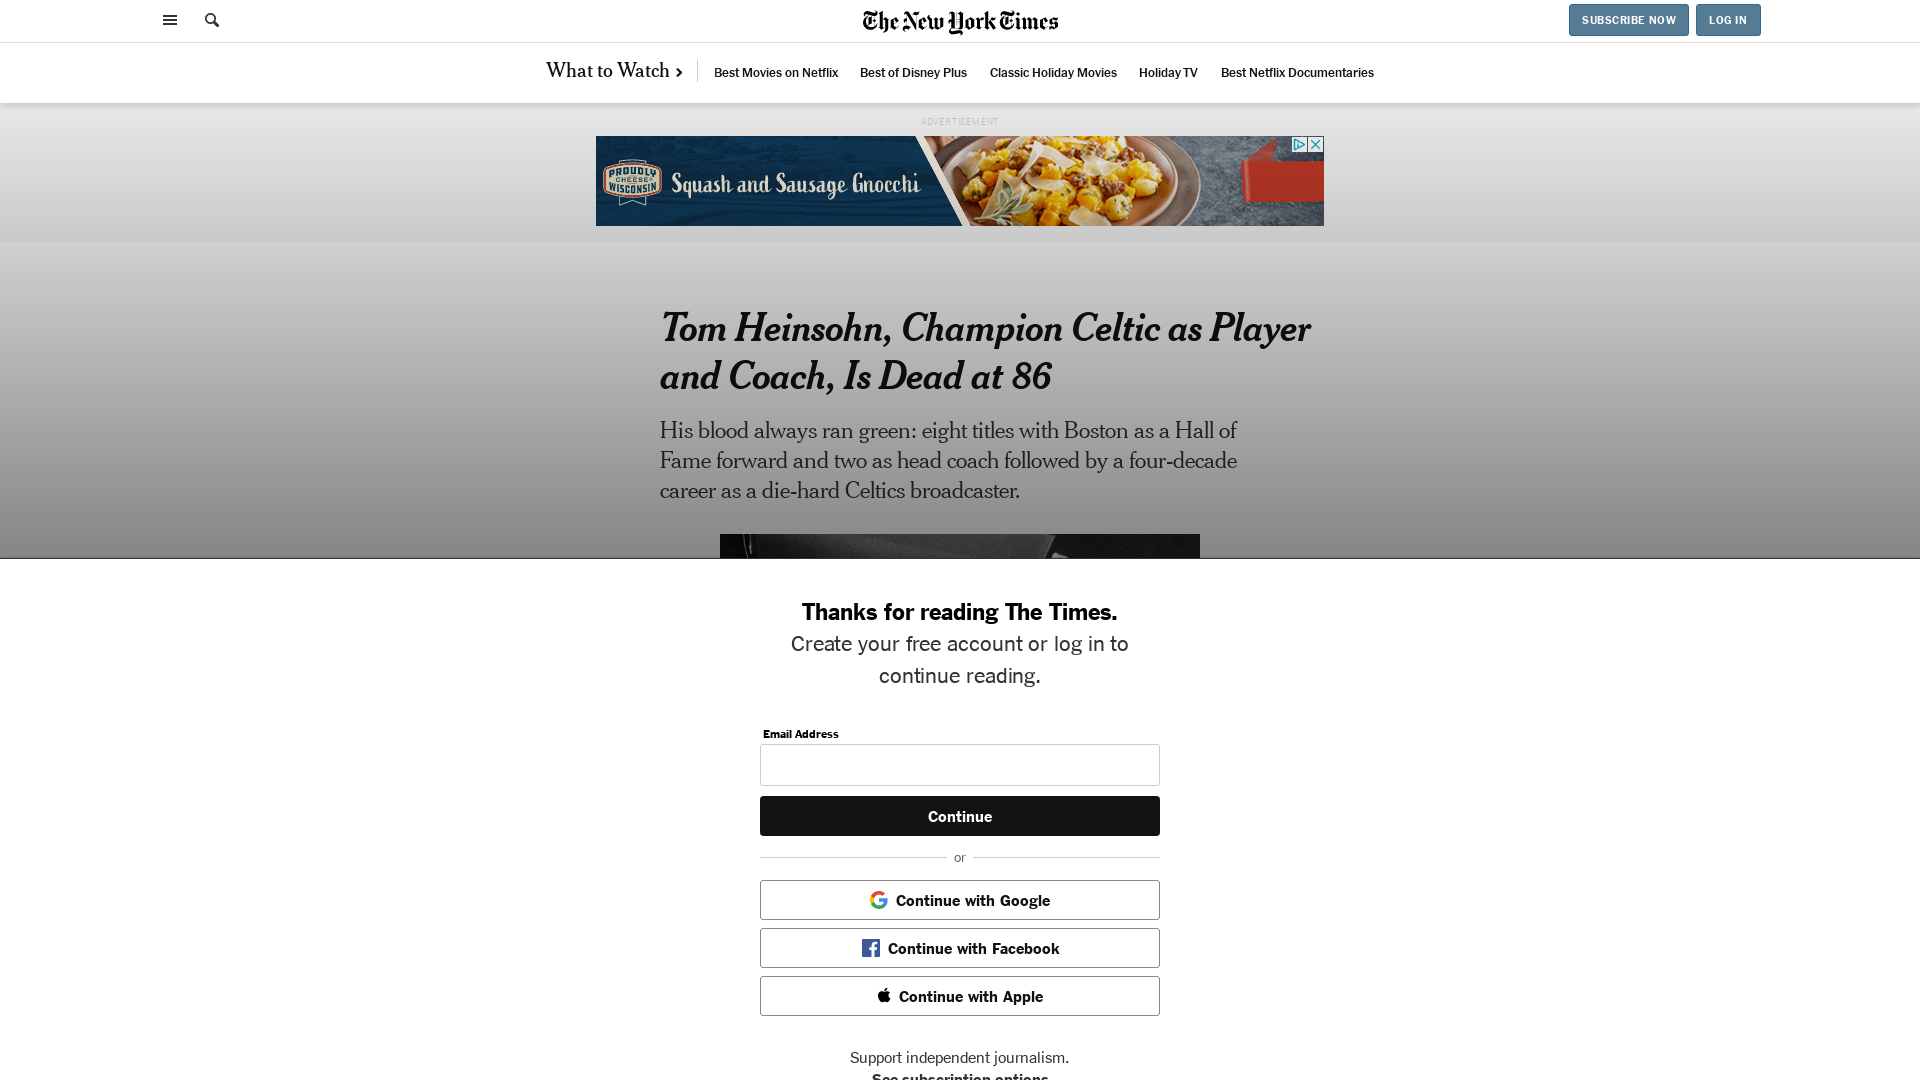 The New York Times
SUBSCRIBE NOW
LOG IN
What to Watch
Best Movies on Netflix
Best of Disney Plus
Classic Holiday Movies
Holiday TV
Best Netflix Documentaries
ADVERTISEMENT
PROUDLY
CHEESE
WISCONSIN
Squash and Sausage Gnocchi
Tom Heinsohn, Champion Celtic as Player
and Coach, Is Dead at 86
His blood always ran green: eight titles with Boston as a Hall of
Fame forward and two as head coach followed by a four-decade
career as a die-hard Celtics broadcaster.
Thanks for reading The Times.
Create your free account or log in to
continue reading.
Email Address
Continue
or
Continue with Google
Continue with Facebook
Continue with Apple
Support independent journalism.
See subscription options